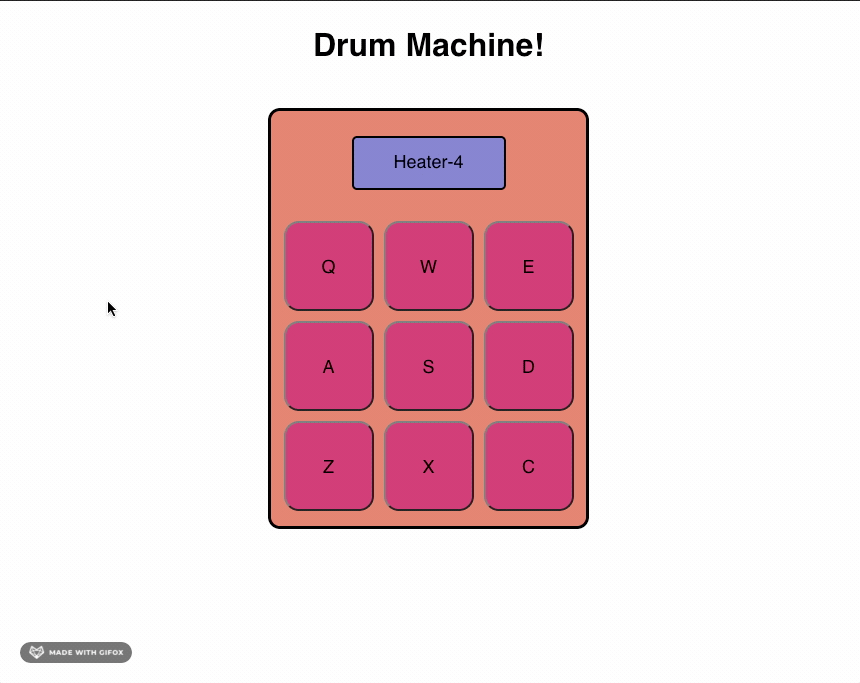 Drum Machine!
Heater-4
Q W E
A S D
Z X C
MADE WITH GIFOX